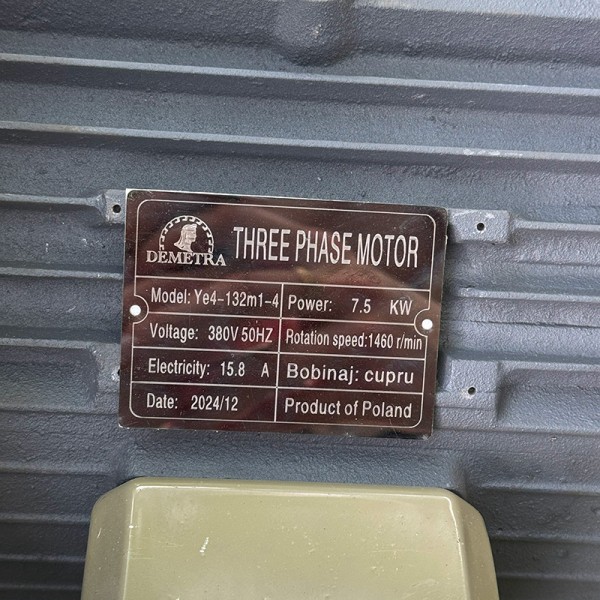 DEMETRA
THREE PHASE MOTOR
Model: Ye4-132m1-4
Power: 7.5 KW
Voltage: 380V 50HZ
Rotation speed:1460 r/min
Electricity: 15.8 A
Bobinaj: cupru
Date: 2024/12
Product of Poland